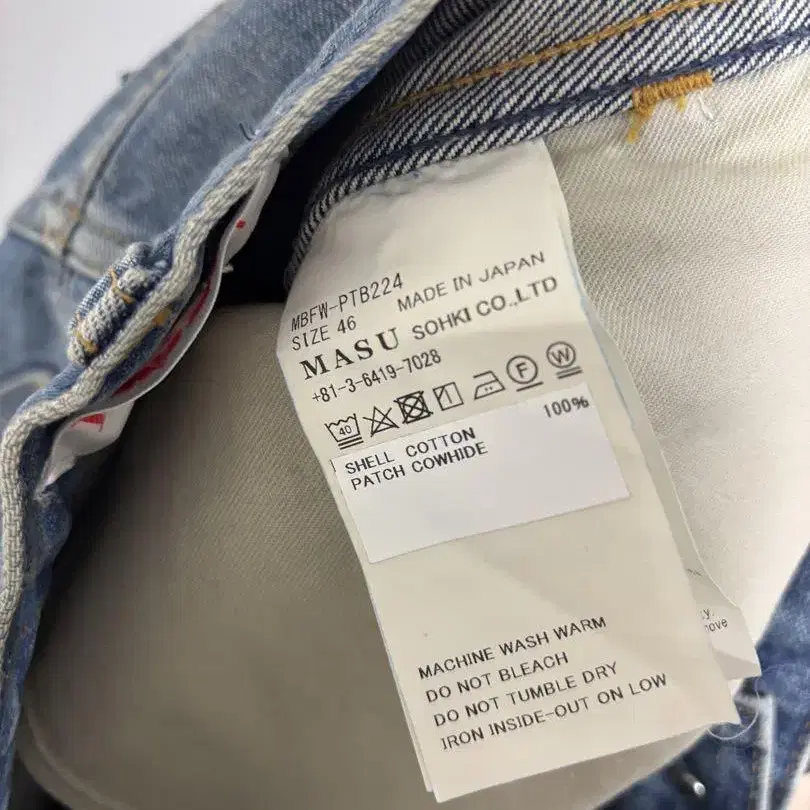 MBFW-PTB224
SIZE 46 MADE IN JAPAN
MASU SOHKI CO.,LTD
+81-3-6419-7028
40 F W
SHELL COTTON 100%
PATCH COWHIDE
MACHINE WASH WARM
DO NOT BLEACH
DO NOT TUMBLE DRY
IRON INSIDE-OUT ON LOW